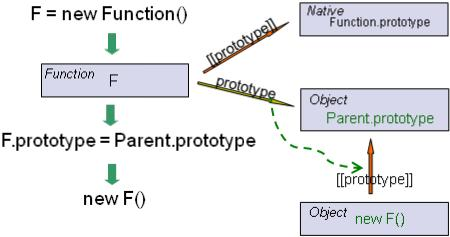 F = new Function()
Native
Function.prototype
[[prototype]]
Function
F
prototype
Object
Parent.prototype
F.prototype = Parent.prototype
[[prototype]]
new F()
Object
new F()